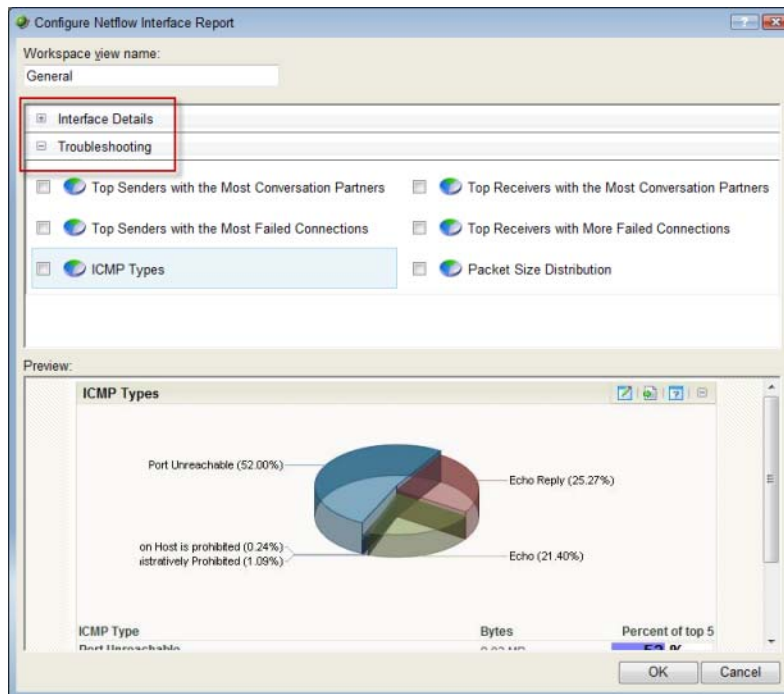 Configure Netflow Interface Report
Workspace view name:
General
Interface Details
Troubleshooting
Top Senders with the Most Conversation Partners
Top Receivers with the Most Conversation Partners
Top Senders with the Most Failed Connections
Top Receivers with More Failed Connections
ICMP Types
Packet Size Distribution
Preview:
ICMP Types
Port Unreachable (52.00%)
Echo Reply (25.27%)
on Host is prohibited (0.24%)
istratively Prohibited (1.09%)
Echo (21.40%)
ICMP Type Bytes Percent of top 5
Port Unreachable 52 %
OK Cancel